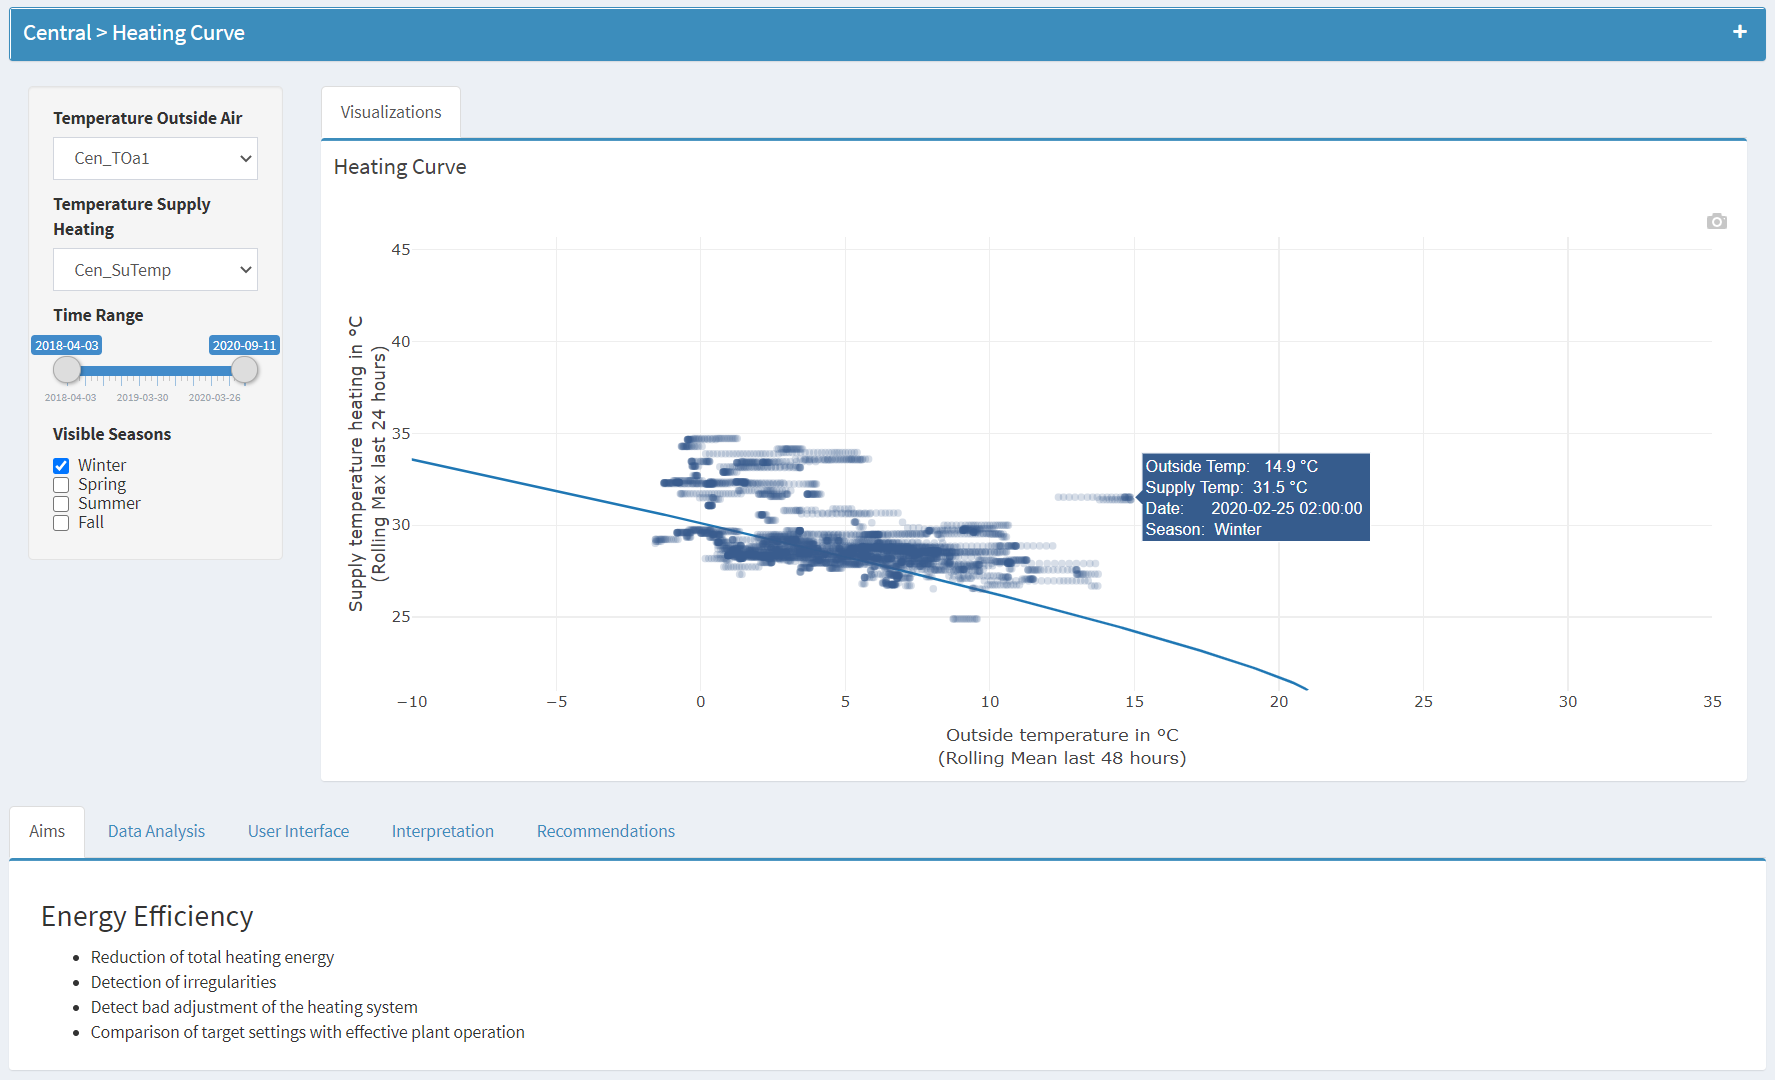 Central > Heating Curve
+
Temperature Outside Air
Cen_TOa1
Temperature Supply
Heating
Cen_SuTemp
Time Range
2018-04-03
2020-09-11
2018-04-03
2019-03-30
2020-03-26
Visible Seasons
Winter
Spring
Summer
Fall
Visualizations
Heating Curve
Supply temperature heating in °C
(Rolling Max last 24 hours)
45
40
35
30
25
Outside Temp: 14.9 °C
Supply Temp: 31.5 °C
Date: 2020-02-25 02:00:00
Season: Winter
−10
−5
0
5
10
15
20
25
30
35
Outside temperature in °C
(Rolling Mean last 48 hours)
Aims
Data Analysis
User Interface
Interpretation
Recommendations
Energy Efficiency
• Reduction of total heating energy
• Detection of irregularities
• Detect bad adjustment of the heating system
• Comparison of target settings with effective plant operation